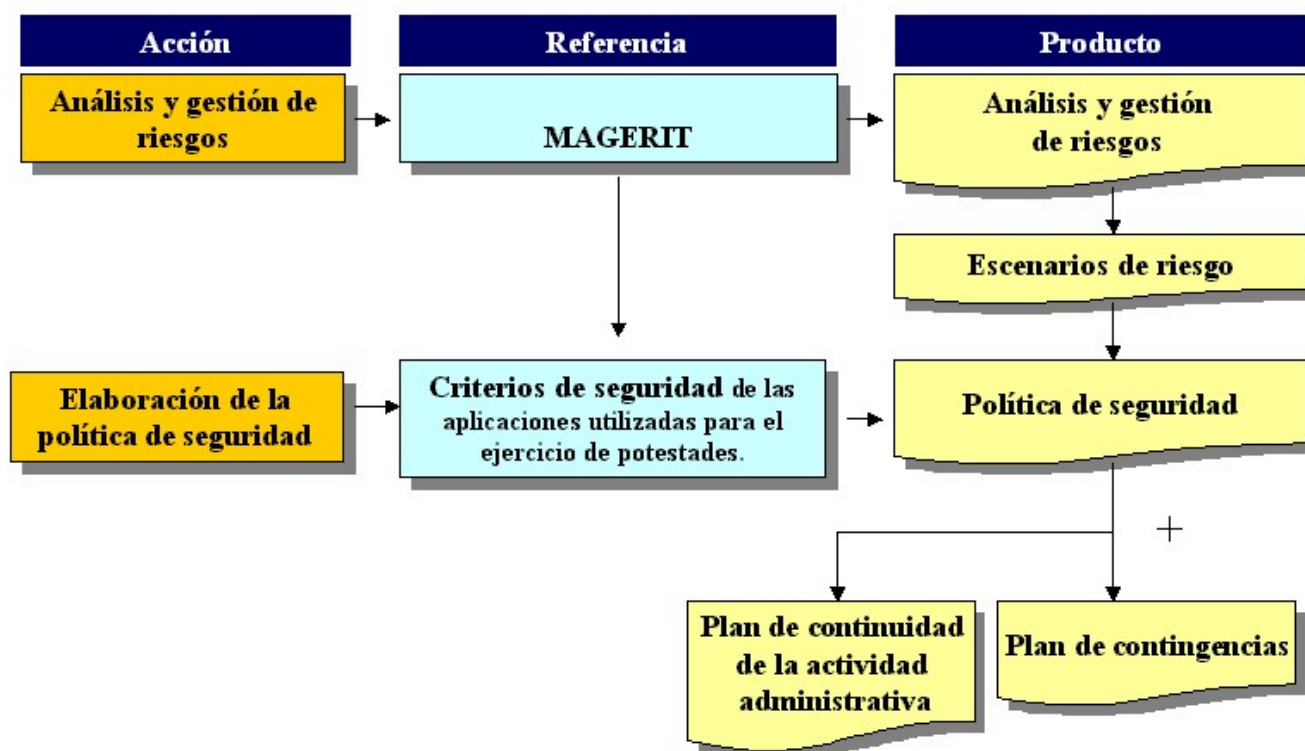 Acción
Referencia
Producto
Análisis y gestión de
riesgos
MAGERIT
Análisis y gestión
de riesgos
Escenarios de riesgo
Elaboración de la
política de seguridad
Criterios de seguridad de las
aplicaciones utilizadas para el
ejercicio de potestades.
Política de seguridad
Plan de continuidad
de la actividad
administrativa
Plan de contingencias